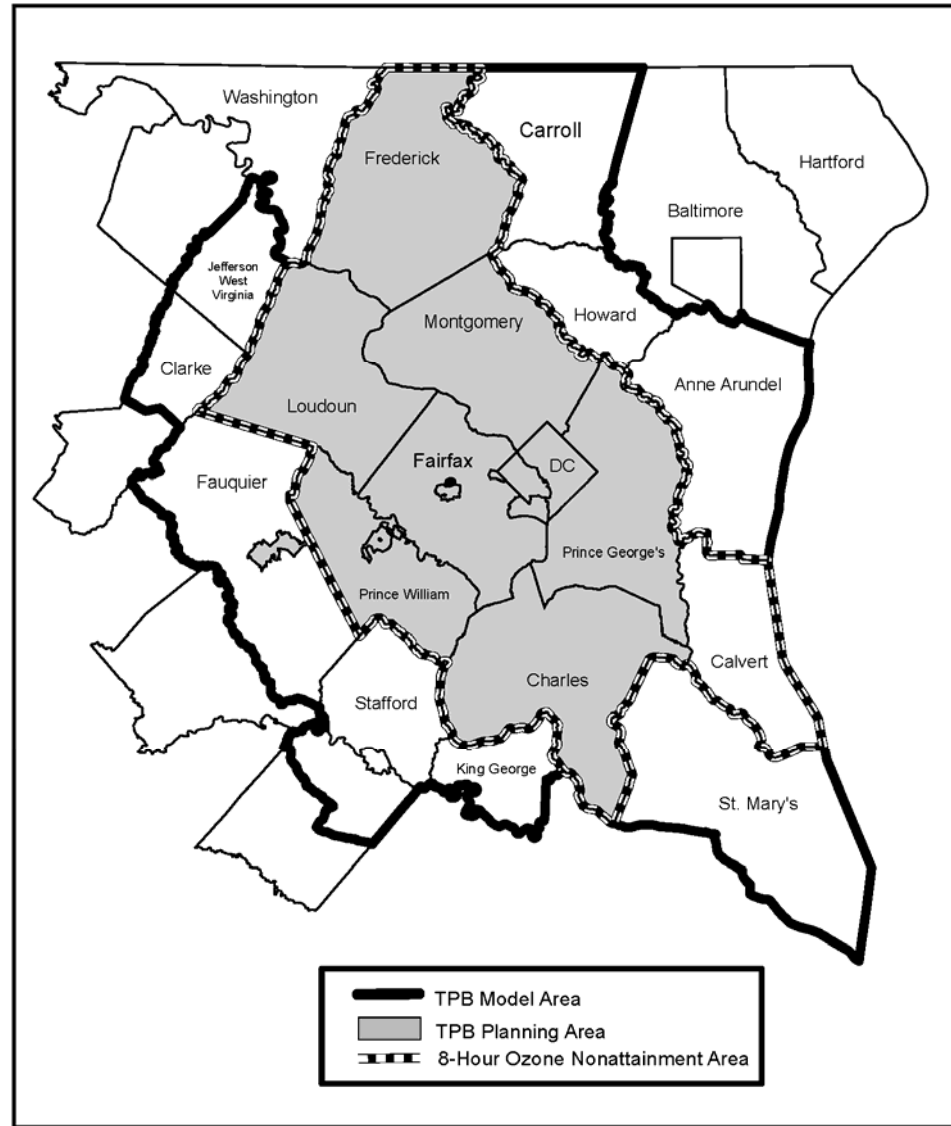 Washington
Carroll
Frederick
Hartford
Baltimore
Jefferson
West
Virginia
Howard
Montgomery
Clarke
Anne Arundel
Loudoun
Fairfax
DC
Fauquier
Prince George's
Prince William
Calvert
Charles
Stafford
King George
St. Mary's
TPB Model Area
TPB Planning Area
8-Hour Ozone Nonattainment Area